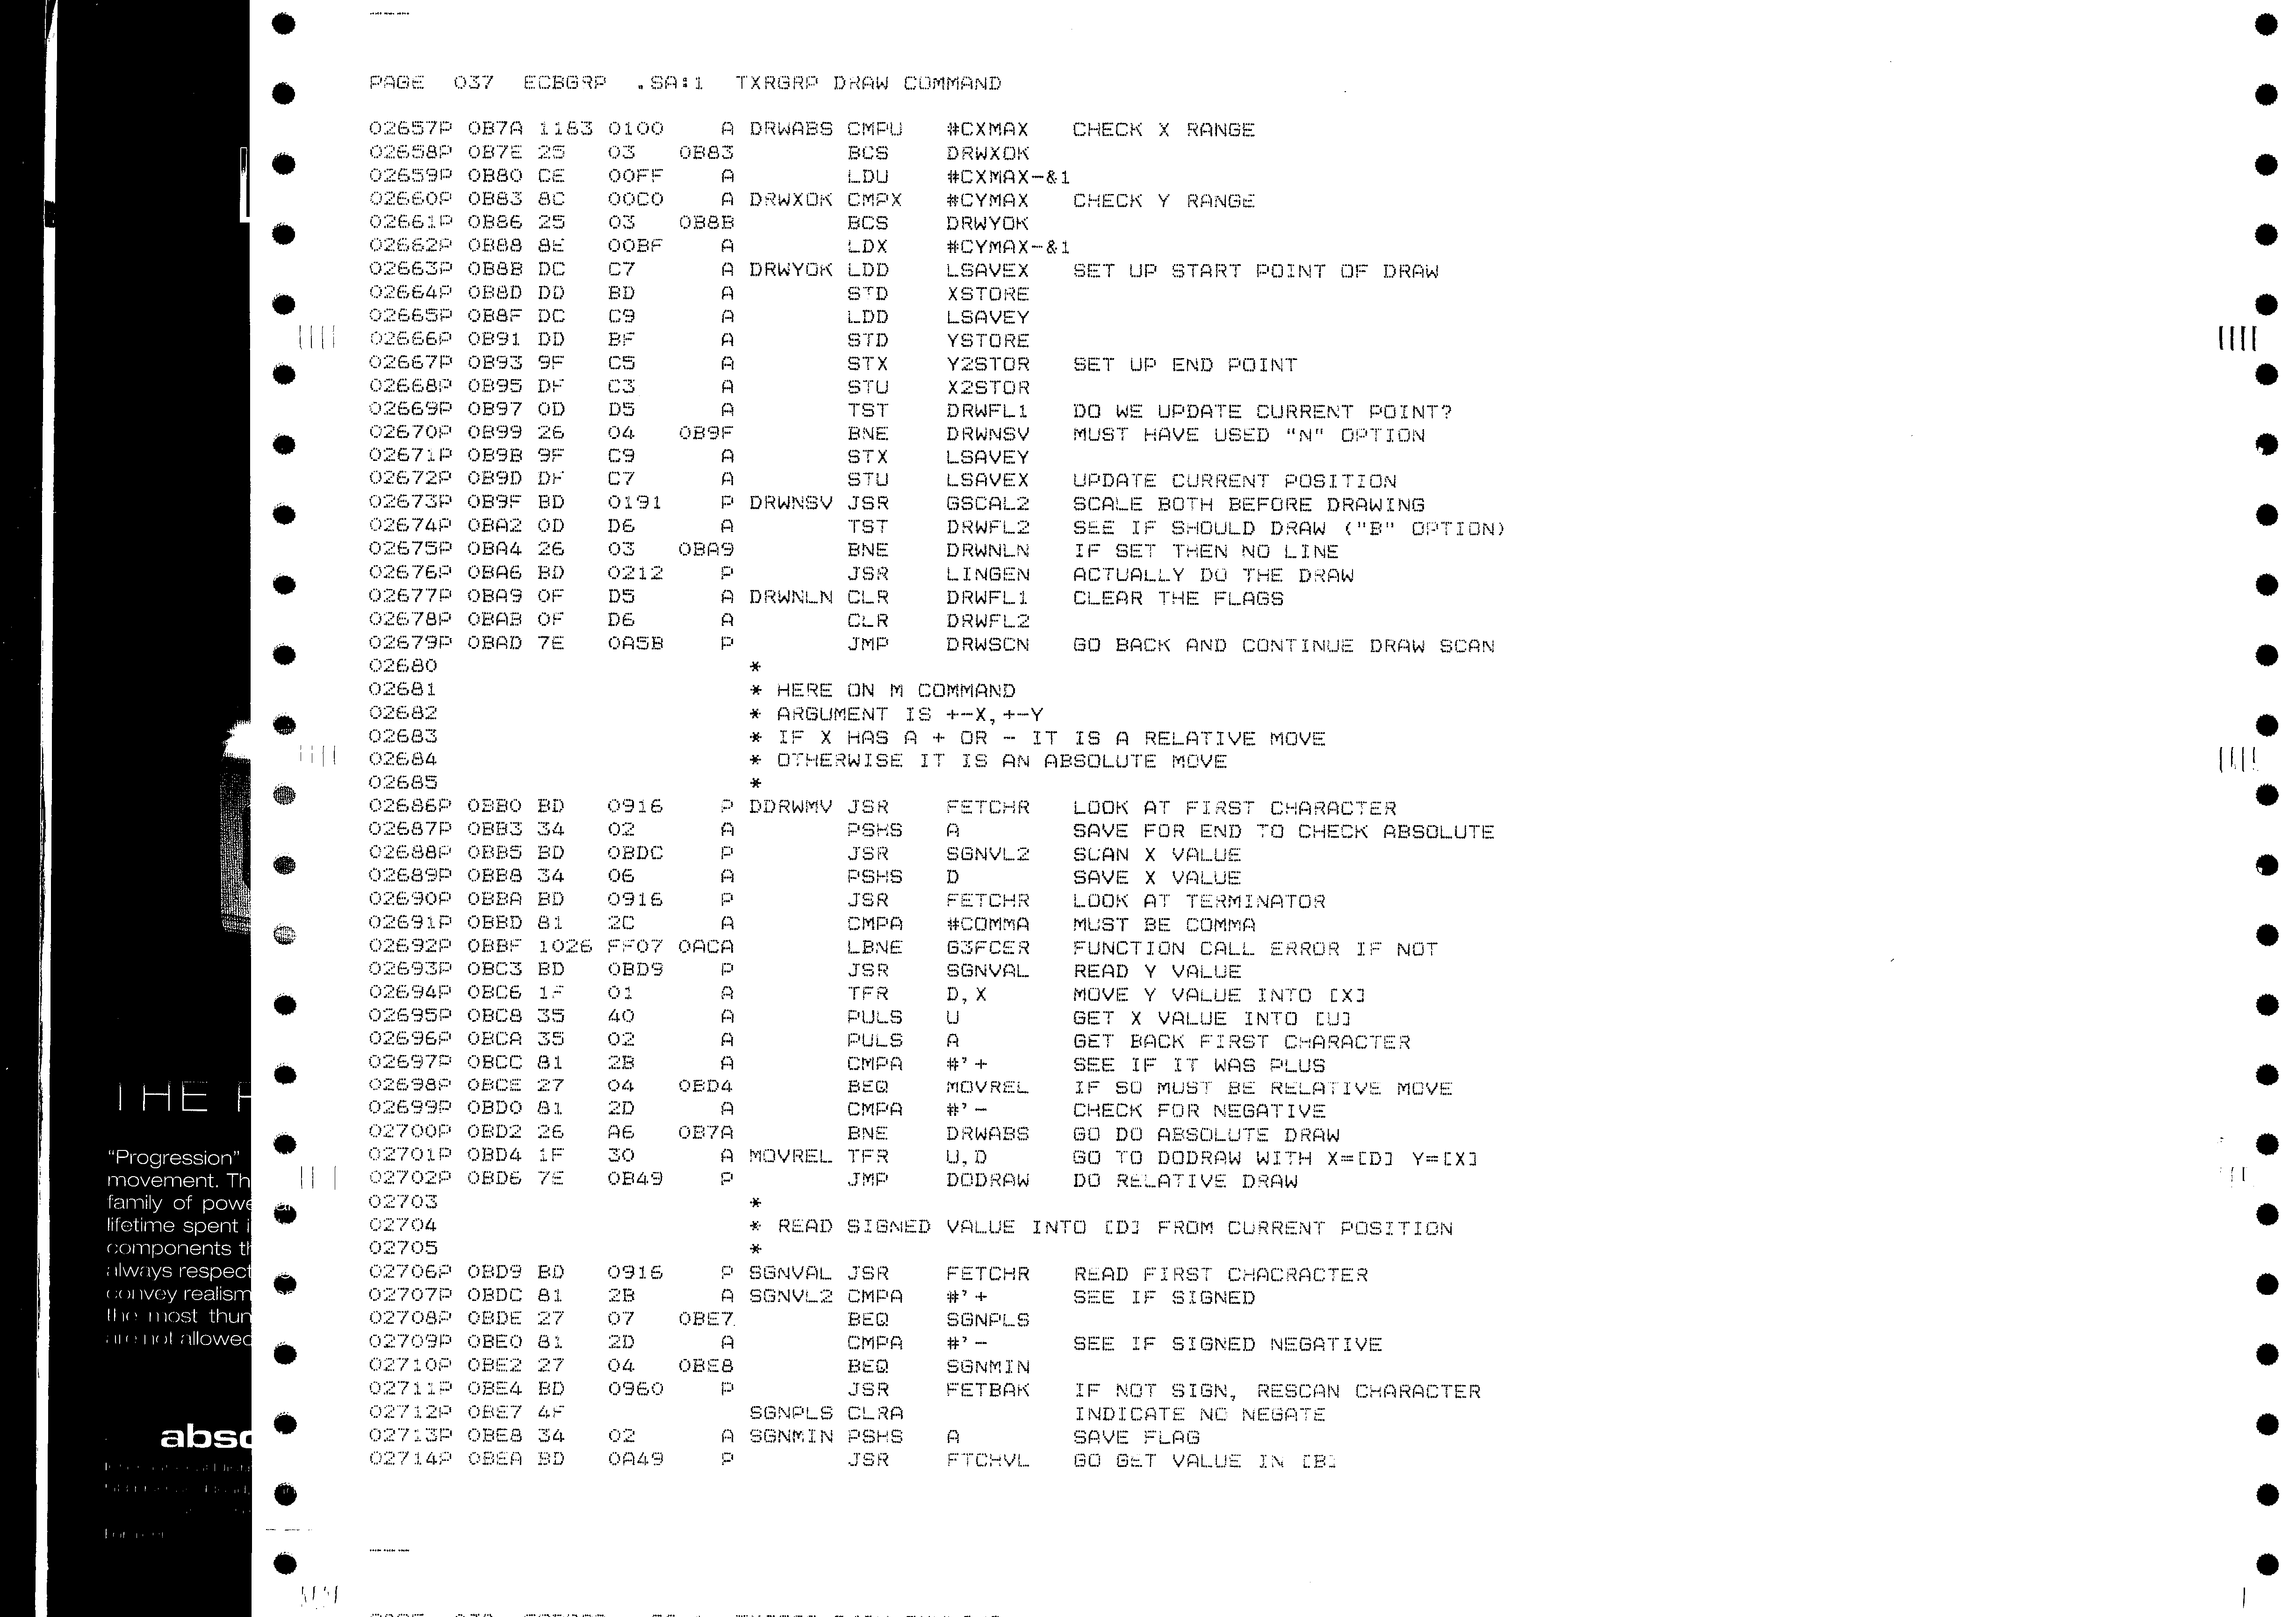 PAGE 037 ECBGRP .SA:1 TXRGRP DRAW COMMAND
02657P 0B7A 1183 0100 A DRWABS CMPU #CXMAX CHECK X RANGE
02658P 0B7E 25 03 0B83 BCS DRWXOK
02659P 0B80 CE 00FF A LDU #CXMAX-&1
02660P 0B83 8C 00C0 A DRWXOK CMPX #CYMAX CHECK Y RANGE
02661P 0B86 25 03 0B8B BCS DRWYOK
02662P 0B88 8E 00BF A LDX #CYMAX-&1
02663P 0B8B DC C7 A DRWYOK LDD LSAVEX SET UP START POINT OF DRAW
02664P 0B8D DD BD A STD XSTORE
02665P 0B8F DC C9 A LDD LSAVEY
02666P 0B91 DD BF A STD YSTORE
02667P 0B93 9F C5 A STX Y2STOR SET UP END POINT
02668P 0B95 DF C3 A STU X2STOR
02669P 0B97 0D D5 A TST DRWFL1 DO WE UPDATE CURRENT POINT?
02670P 0B99 26 04 0B9F BNE DRWNSV MUST HAVE USED "N" OPTION
02671P 0B9B 9F C9 A STX LSAVEY
02672P 0B9D DF C7 A STU LSAVEX UPDATE CURRENT POSITION
02673P 0B9F BD 0191 P DRWNSV JSR GSCAL2 SCALE BOTH BEFORE DRAWING
02674P 0BA2 0D D6 A TST DRWFL2 SEE IF SHOULD DRAW ("B" OPTION)
02675P 0BA4 26 03 0BA9 BNE DRWNLN IF SET THEN NO LINE
02676P 0BA6 BD 0212 P JSR LINGEN ACTUALLY DO THE DRAW
02677P 0BA9 0F D5 A DRWNLN CLR DRWFL1 CLEAR THE FLAGS
02678P 0BAB 0F D6 A CLR DRWFL2
02679P 0BAD 7E 0A5B P JMP DRWSCN GO BACK AND CONTINUE DRAW SCAN
02680 *
02681 * HERE ON M COMMAND
02682 * ARGUMENT IS +-X,+-Y
02683 * IF X HAS A + OR - IT IS A RELATIVE MOVE
02684 * OTHERWISE IT IS AN ABSOLUTE MOVE
02685 *
02686P 0BB0 BD 0916 P DDRWMV JSR FETCHR LOOK AT FIRST CHARACTER
02687P 0BB3 34 02 A PSHS A SAVE FOR END TO CHECK ABSOLUTE
02688P 0BB5 BD 0BDC P JSR SGNVL2 SCAN X VALUE
02689P 0BB8 34 06 A PSHS D SAVE X VALUE
02690P 0BBA BD 0916 P JSR FETCHR LOOK AT TERMINATOR
02691P 0BBD 81 2C A CMPA #COMMA MUST BE COMMA
02692P 0BBF 1026 FF07 0ACA LBNE G3FCER FUNCTION CALL ERROR IF NOT
02693P 0BC3 BD 0BD9 P JSR SGNVAL READ Y VALUE
02694P 0BC6 1F 01 A TFR D,X MOVE Y VALUE INTO [X]
02695P 0BC8 35 40 A PULS U GET X VALUE INTO [U]
02696P 0BCA 35 02 A PULS A GET BACK FIRST CHARACTER
02697P 0BCC 81 2B A CMPA #'+ SEE IF IT WAS PLUS
02698P 0BCE 27 04 0BD4 BEQ MOVREL IF SO MUST BE RELATIVE MOVE
02699P 0BD0 81 2D A CMPA #'- CHECK FOR NEGATIVE
02700P 0BD2 26 A6 0B7A BNE DRWABS GO DO ABSOLUTE DRAW
02701P 0BD4 1F 30 A MOVREL TFR U,D GO TO DODRAW WITH X=[D] Y=[X]
02702P 0BD6 7E 0B49 P JMP DODRAW DO RELATIVE DRAW
02703 *
02704 * READ SIGNED VALUE INTO [D] FROM CURRENT POSITION
02705 *
02706P 0BD9 BD 0916 P SGNVAL JSR FETCHR READ FIRST CHACRACTER
02707P 0BDC 81 2B A SGNVL2 CMPA #'+ SEE IF SIGNED
02708P 0BDE 27 07 0BE7 BEQ SGNPLS
02709P 0BE0 81 2D A CMPA #'- SEE IF SIGNED NEGATIVE
02710P 0BE2 27 04 0BE8 BEQ SGNMIN
02711P 0BE4 BD 0960 P JSR FETBAK IF NOT SIGN, RESCAN CHARACTER
02712P 0BE7 4F SGNPLS CLRA INDICATE NO NEGATE
02713P 0BE8 34 02 A SGNMIN PSHS A SAVE FLAG
02714P 0BEA BD 0A49 P JSR FTCHVL GO GET VALUE IN [B]
THE
"Progression"
movement. Th
family of powe
lifetime spent i
components th
always respect
convey realism
the most thun
are not allowed
abso